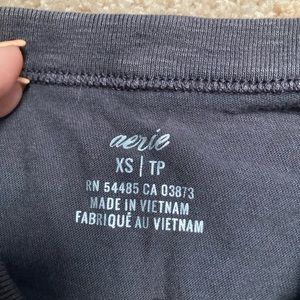 aerie
XS | TP
RN 54485 CA 03873
MADE IN VIETNAM
FABRIQUÉ AU VIETNAM